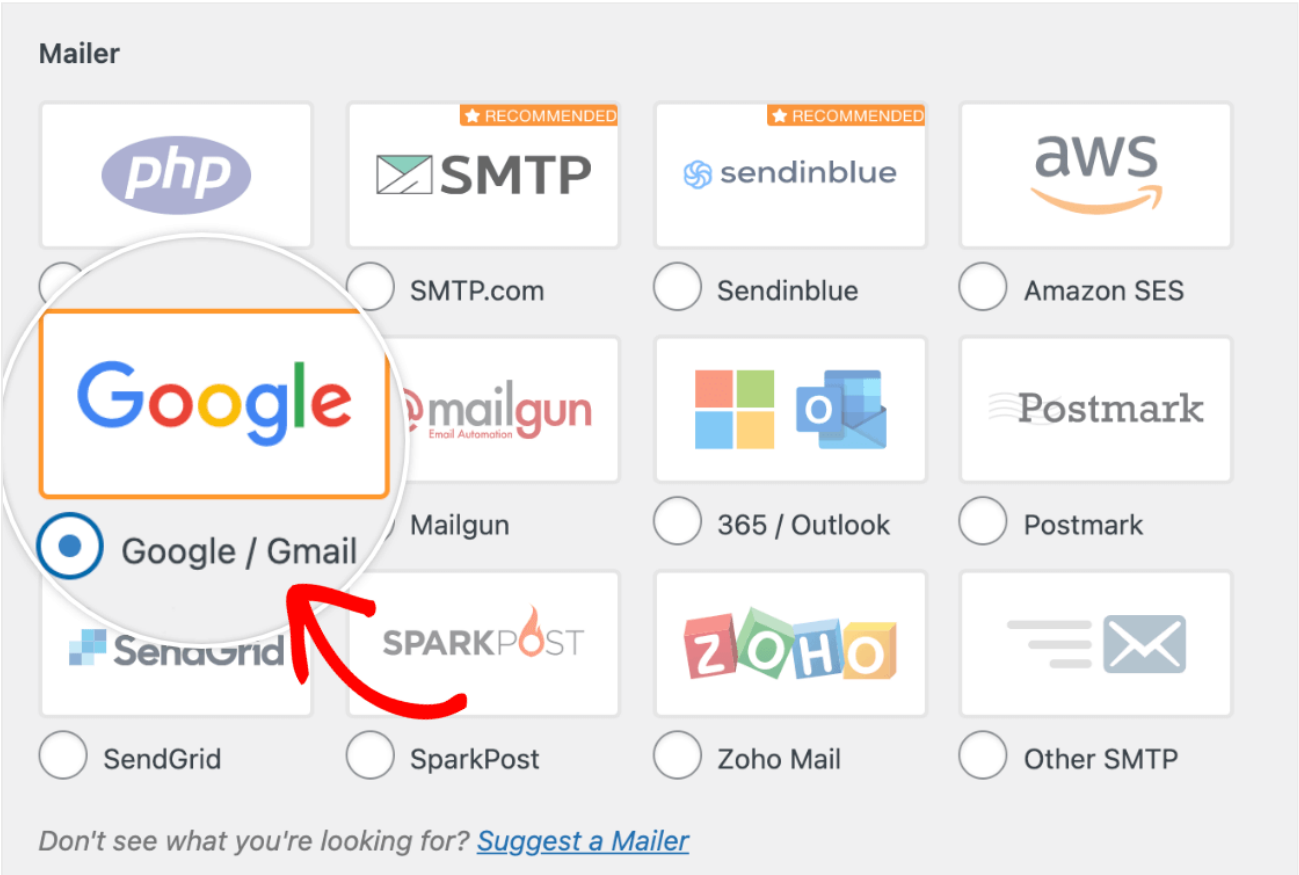 Mailer
php
RECOMMENDED
SMTP
RECOMMENDED
sendinblue
aws
SMTP.com
Sendinblue
Amazon SES
Google
@mailgun
Email Automation
O
Postmark
Google / Gmail
Mailgun
365 / Outlook
Postmark
SendGrid
SPARKPOST
ZOHO
SendGrid
SparkPost
Zoho Mail
Other SMTP
Don't see what you're looking for? Suggest a Mailer